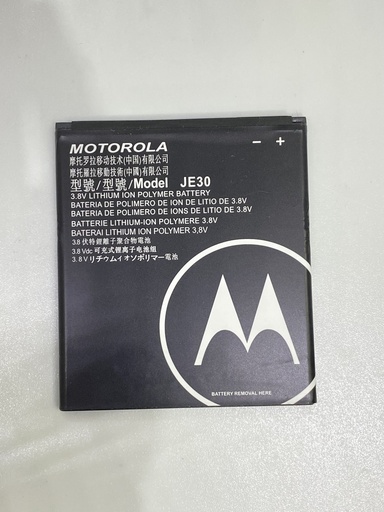 MOTOROLA
− +
摩托罗拉移动技术(中国)有限公司
摩托羅拉移動技術(中國)有限公司
型號/型號/Model JE30
3.8V LITHIUM ION POLYMER BATTERY
BATERIA DE POLIMERO DE ION DE LITIO DE 3.8V
BATERIA DE POLIMERO DE IONS DE LITIO DE 3.8V
BATTERIE LITHIUM-ION POLYMERE 3.8V
BATERAI LITHIUM ION POLYMER 3,8V
3.8 伏特鋰離子聚合物電池
3.8 Vdc 可充式锂离子电池组
3.8Vリチウムイオンポリマー電池
BATTERY REMOVAL HERE